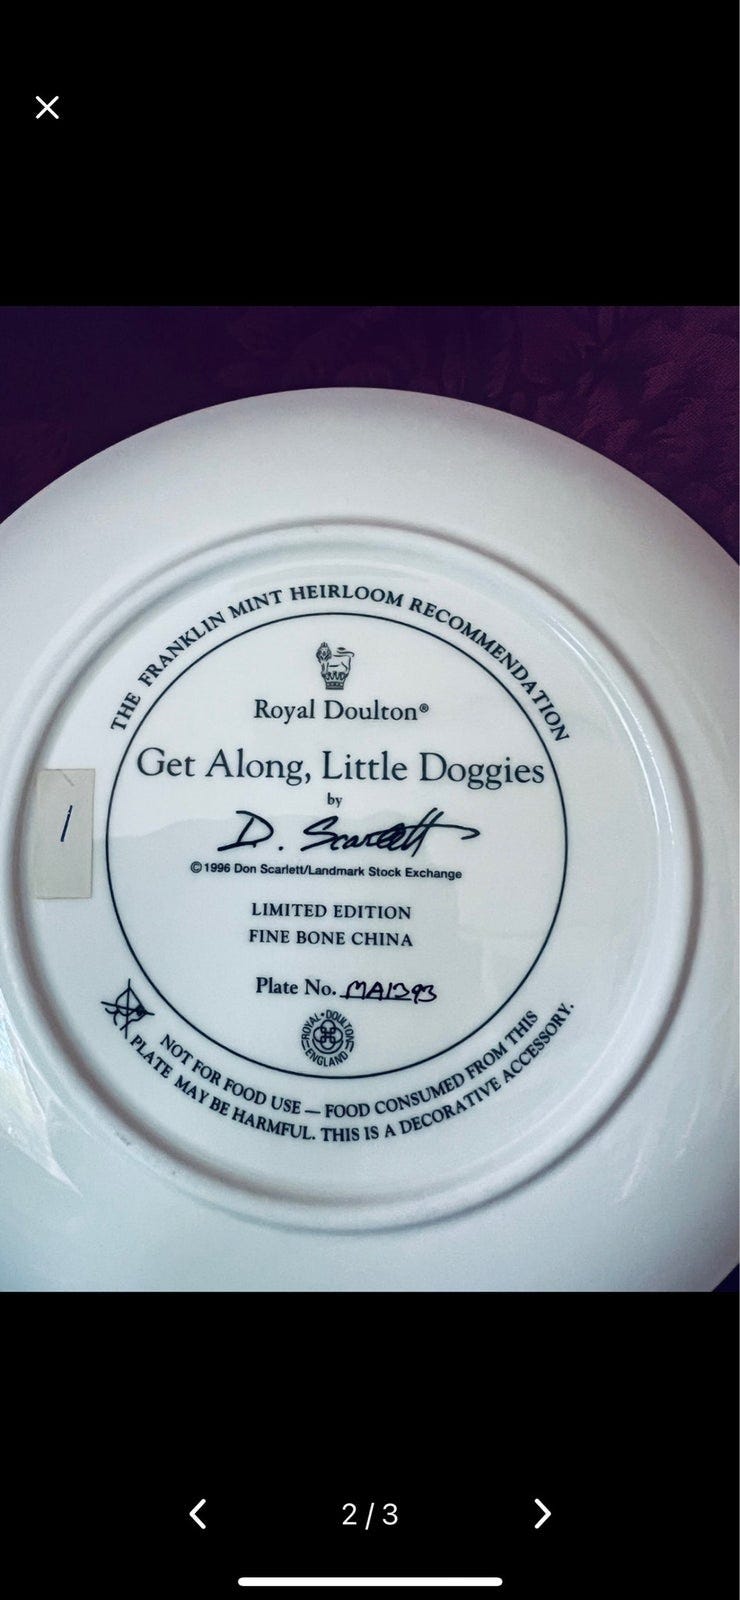 THE FRANKLIN MINT HEIRLOOM RECOMMENDATION
Royal Doulton®
Get Along, Little Doggies
by
D. Scarlett
©1996 Don Scarlett/Landmark Stock Exchange
LIMITED EDITION
FINE BONE CHINA
Plate No. MA1393
ROYAL•DOULTON
ENGLAND
NOT FOR FOOD USE — FOOD CONSUMED FROM THIS
PLATE MAY BE HARMFUL. THIS IS A DECORATIVE ACCESSORY.
1
2 / 3